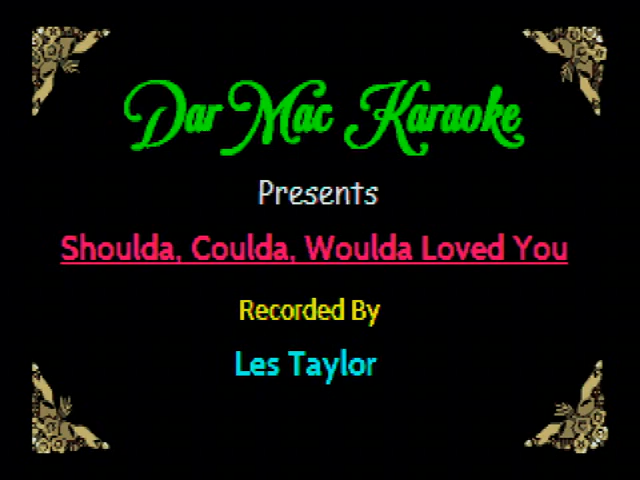 Dar Mac Karaoke
Presents
Shoulda, Coulda, Woulda Loved You
Recorded By
Les Taylor